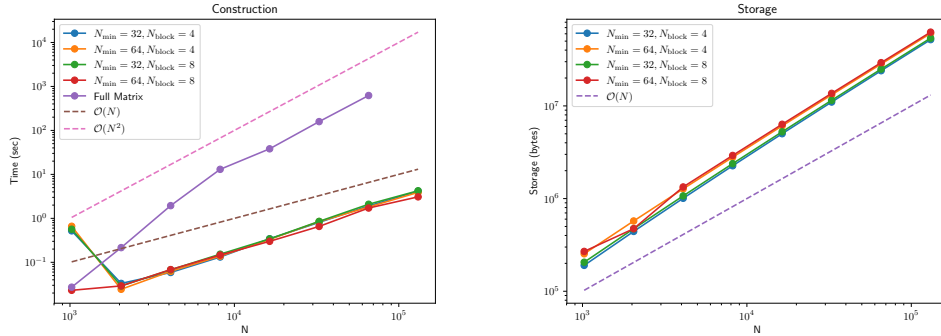 Construction
Time (sec)
10^4
10^3
10^2
10^1
10^0
10^−1
N_min = 32, N_block = 4
N_min = 64, N_block = 4
N_min = 32, N_block = 8
N_min = 64, N_block = 8
Full Matrix
O(N)
O(N^2)
10^3
10^4
10^5
N
Storage
Storage (bytes)
10^7
10^6
10^5
N_min = 32, N_block = 4
N_min = 64, N_block = 4
N_min = 32, N_block = 8
N_min = 64, N_block = 8
O(N)
10^3
10^4
10^5
N